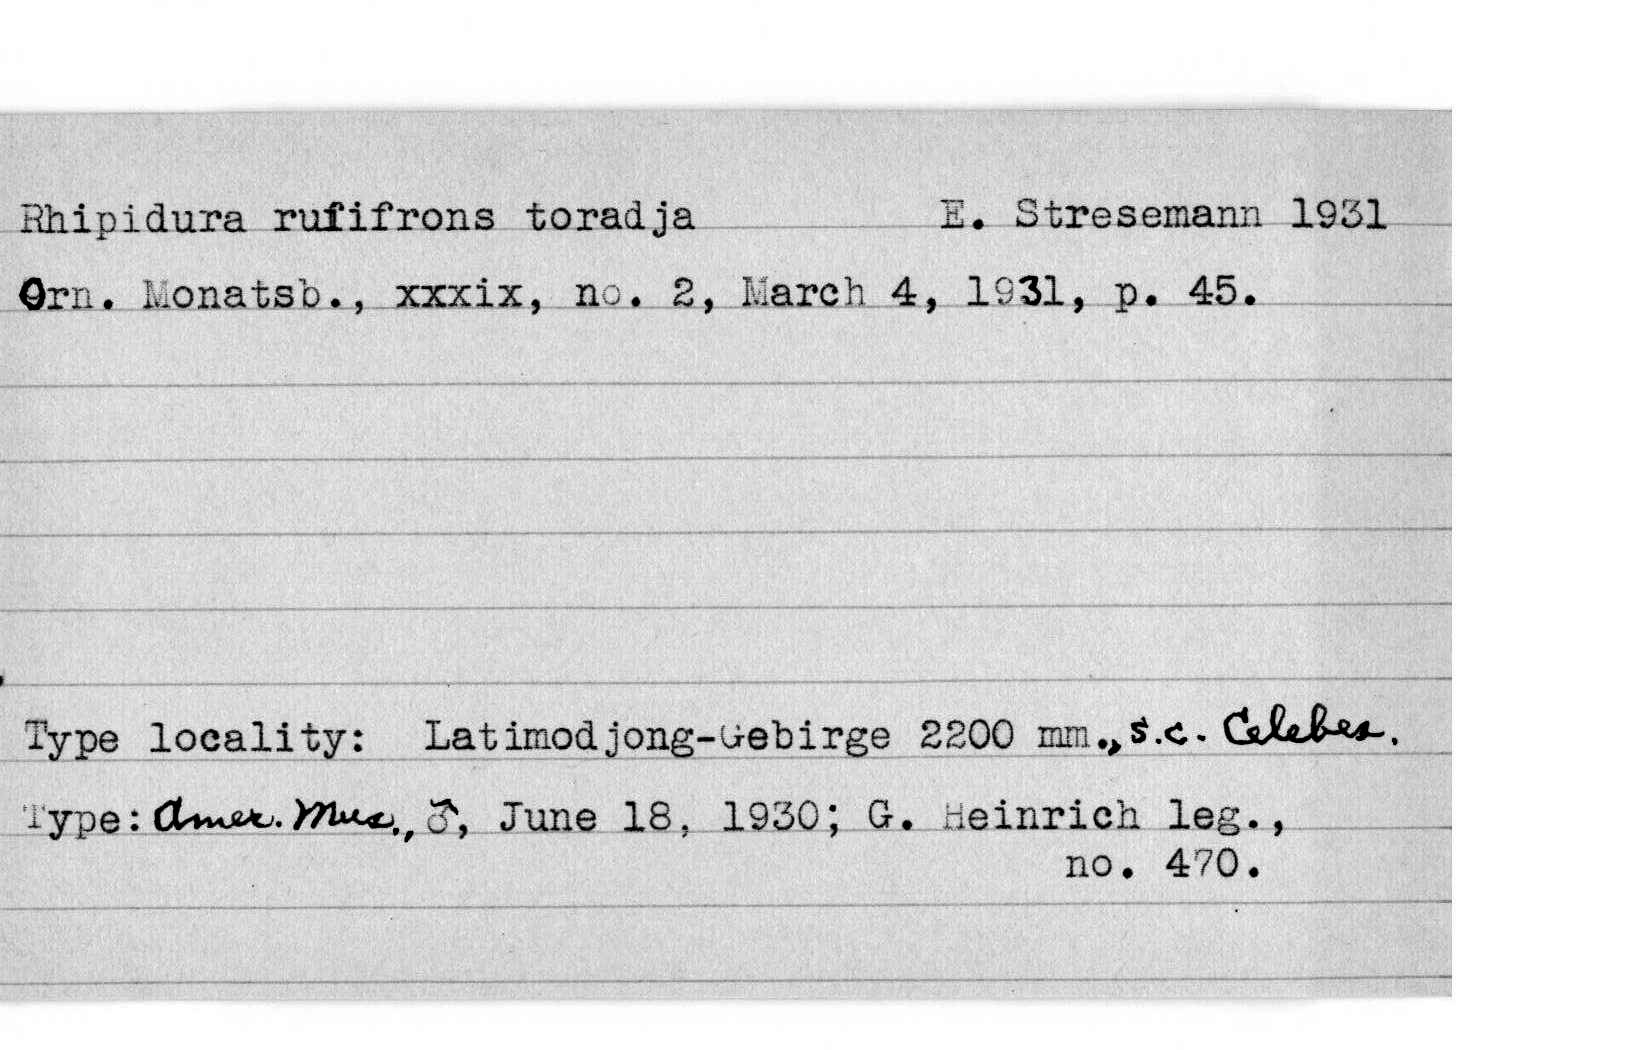 Rhipidura rufifrons toradja E. Stresemann 1931
Orn. Monatsb., xxxix, no. 2, March 4, 1931, p. 45.
Type locality: Latimodjong-Gebirge 2200 mm., S.C. Celebes.
Type: Amer. Mus., ♂, June 18, 1930; G. Heinrich leg.,
no. 470.